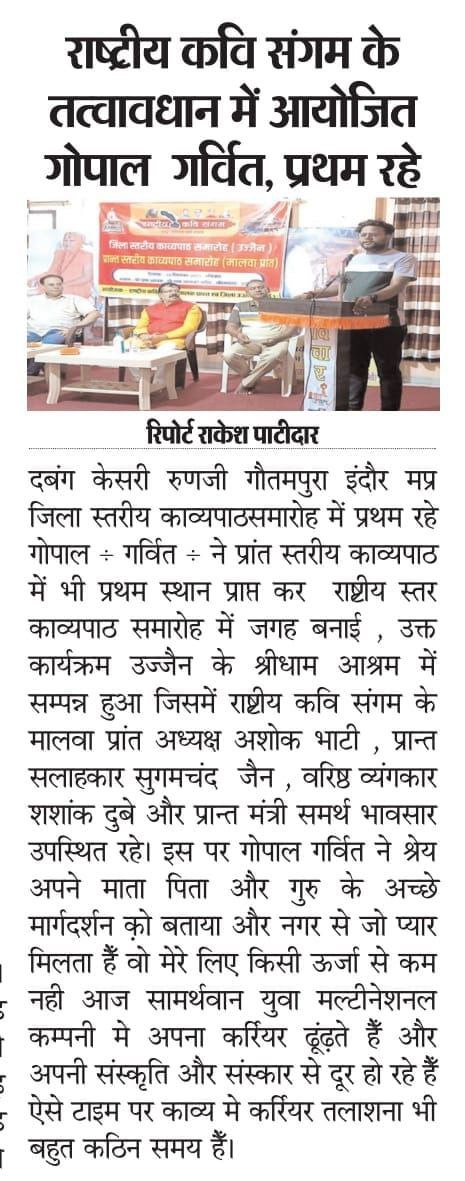 राष्ट्रीय कवि संगम के
तत्वावधान में आयोजित
गोपाल गर्वित, प्रथम रहे
राष्ट्रीय कवि संगम
जिला स्तरीय काव्यपाठ समारोह (उज्जैन)
प्रान्त स्तरीय काव्यपाठ समारोह (मालवा प्रांत)
रिपोर्ट राकेश पाटीदार
दबंग केसरी रुणजी गौतमपुरा इंदौर मप्र
जिला स्तरीय काव्यपाठसमारोह में प्रथम रहे
गोपाल ÷ गर्वित ÷ ने प्रांत स्तरीय काव्यपाठ
में भी प्रथम स्थान प्राप्त कर राष्ट्रीय स्तर
काव्यपाठ समारोह में जगह बनाई , उक्त
कार्यक्रम उज्जैन के श्रीधाम आश्रम में
सम्पन्न हुआ जिसमें राष्ट्रीय कवि संगम के
मालवा प्रांत अध्यक्ष अशोक भाटी , प्रान्त
सलाहकार सुगमचंद जैन , वरिष्ठ व्यंगकार
शशांक दुबे और प्रान्त मंत्री समर्थ भावसार
उपस्थित रहे। इस पर गोपाल गर्वित ने श्रेय
अपने माता पिता और गुरु के अच्छे
मार्गदर्शन क़ो बताया और नगर से जो प्यार
मिलता हैँ वो मेरे लिए किसी ऊर्जा से कम
नही आज सामर्थवान युवा मल्टीनेशनल
कम्पनी मे अपना कर्रियर ढूंढ़ते हैँ और
अपनी संस्कृति और संस्कार से दूर हो रहे हैँ
ऐसे टाइम पर काव्य मे कर्रियर तलाशना भी
बहुत कठिन समय हैँ।